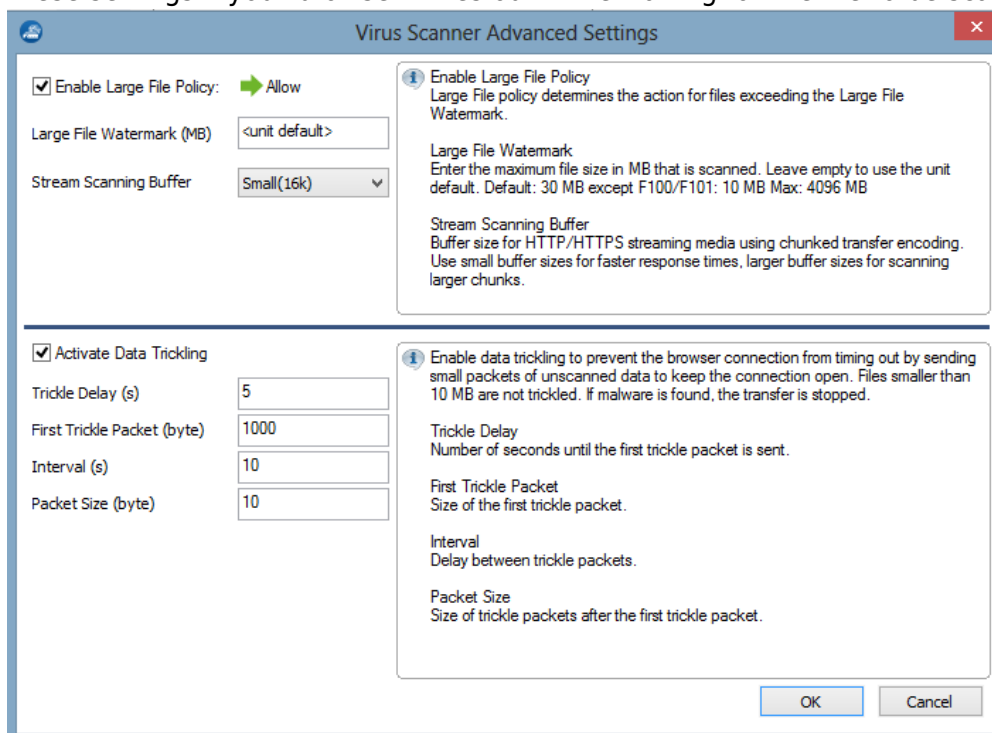 Virus Scanner Advanced Settings
Enable Large File Policy:
Allow
Large File Watermark (MB)
<unit default>
Stream Scanning Buffer
Small(16k)
Enable Large File Policy
Large File policy determines the action for files exceeding the Large File
Watermark.
Large File Watermark
Enter the maximum file size in MB that is scanned. Leave empty to use the unit
default. Default: 30 MB except F100/F101: 10 MB Max: 4096 MB
Stream Scanning Buffer
Buffer size for HTTP/HTTPS streaming media using chunked transfer encoding.
Use small buffer sizes for faster response times, larger buffer sizes for scanning
larger chunks.
Activate Data Trickling
Trickle Delay (s)
5
First Trickle Packet (byte)
1000
Interval (s)
10
Packet Size (byte)
10
Enable data trickling to prevent the browser connection from timing out by sending
small packets of unscanned data to keep the connection open. Files smaller than
10 MB are not trickled. If malware is found, the transfer is stopped.
Trickle Delay
Number of seconds until the first trickle packet is sent.
First Trickle Packet
Size of the first trickle packet.
Interval
Delay between trickle packets.
Packet Size
Size of trickle packets after the first trickle packet.
OK
Cancel